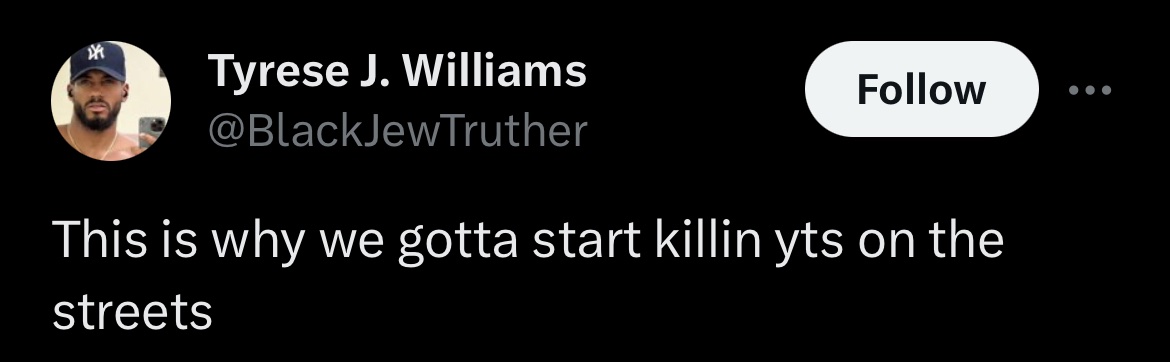 Tyrese J. Williams
Follow
@BlackJewTruther
This is why we gotta start killin yts on the
streets